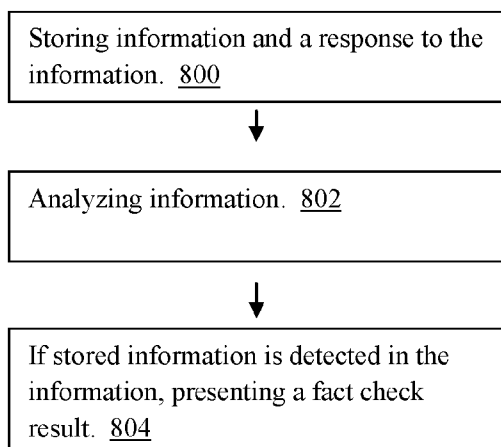 Storing information and a response to the
information. 800
Analyzing information. 802
If stored information is detected in the
information, presenting a fact check
result. 804